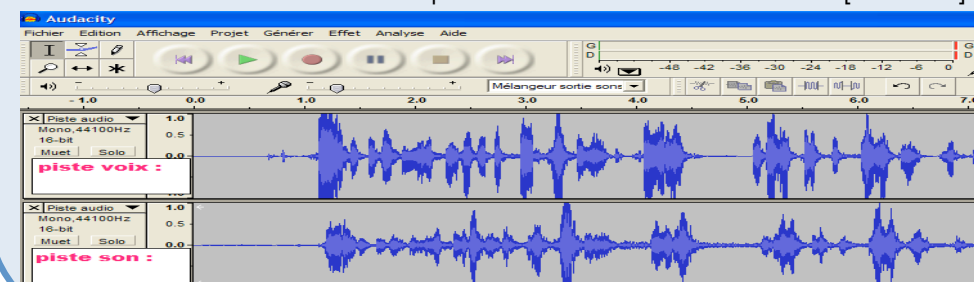 Audacity
Fichier Edition Affichage Projet Générer Effet Analyse Aide
G
D
-48 -42 -36 -30 -24 -18 -12 -6 0
G
D
Mélangeur sortie sons
- 1.0 0.0 1.0 2.0 3.0 4.0 5.0 6.0 7.0
Piste audio 1.0
Mono,44100Hz
16-bit 0.5
Muet Solo 0.0
piste voix :
Piste audio 1.0
Mono,44100Hz
16-bit 0.5
Muet Solo 0.0
piste son :